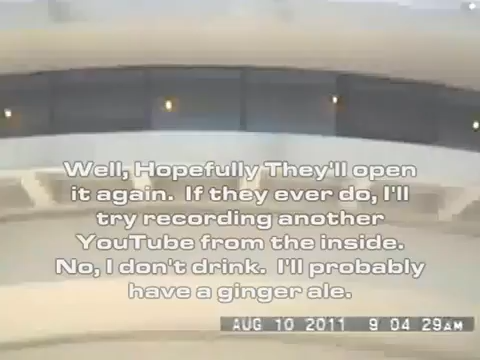 Well, Hopefully They'll open
it again.  If they ever do, I'll
try recording another
YouTube from the inside.
No, I don't drink.  I'll probably
have a ginger ale.
AUG 10 2011  9 04 29AM